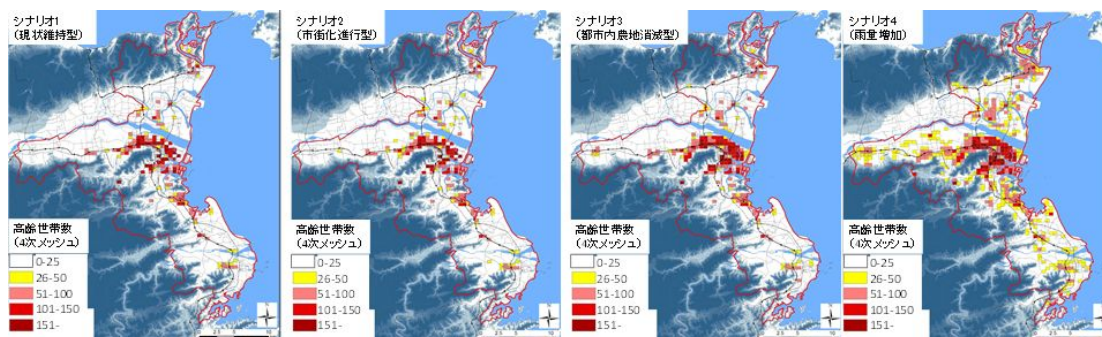 シナリオ1
(現状維持型)
高齢世帯数
(4次メッシュ)
0-25
26-50
51-100
101-150
151-
シナリオ2
(市街化進行型)
高齢世帯数
(4次メッシュ)
0-25
26-50
51-100
101-150
151-
シナリオ3
(都市内農地消滅型)
高齢世帯数
(4次メッシュ)
0-25
26-50
51-100
101-150
151-
シナリオ4
(雨量増加)
高齢世帯数
(4次メッシュ)
0-25
26-50
51-100
101-150
151-